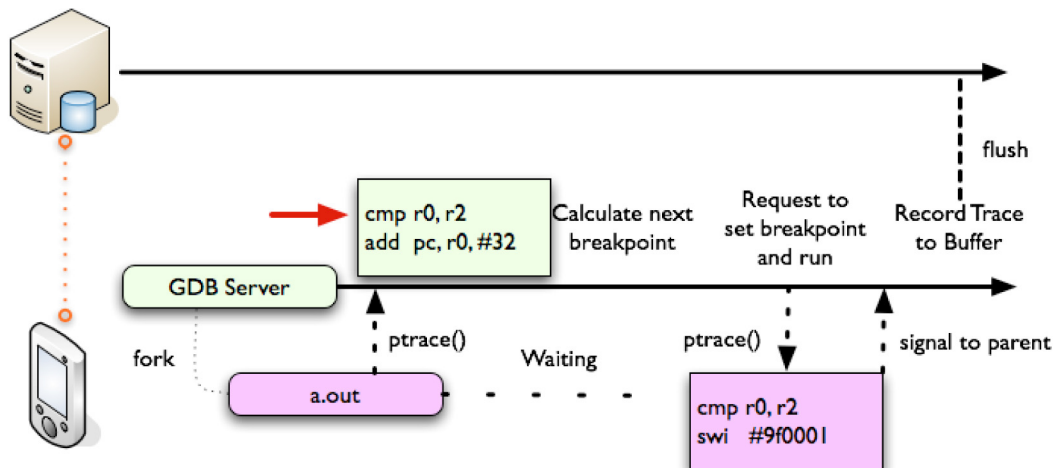 flush
cmp r0, r2
add pc, r0, #32
Calculate next
breakpoint
Request to
set breakpoint
and run
Record Trace
to Buffer
GDB Server
fork
ptrace()
Waiting
ptrace()
signal to parent
a.out
cmp r0, r2
swi #9f0001